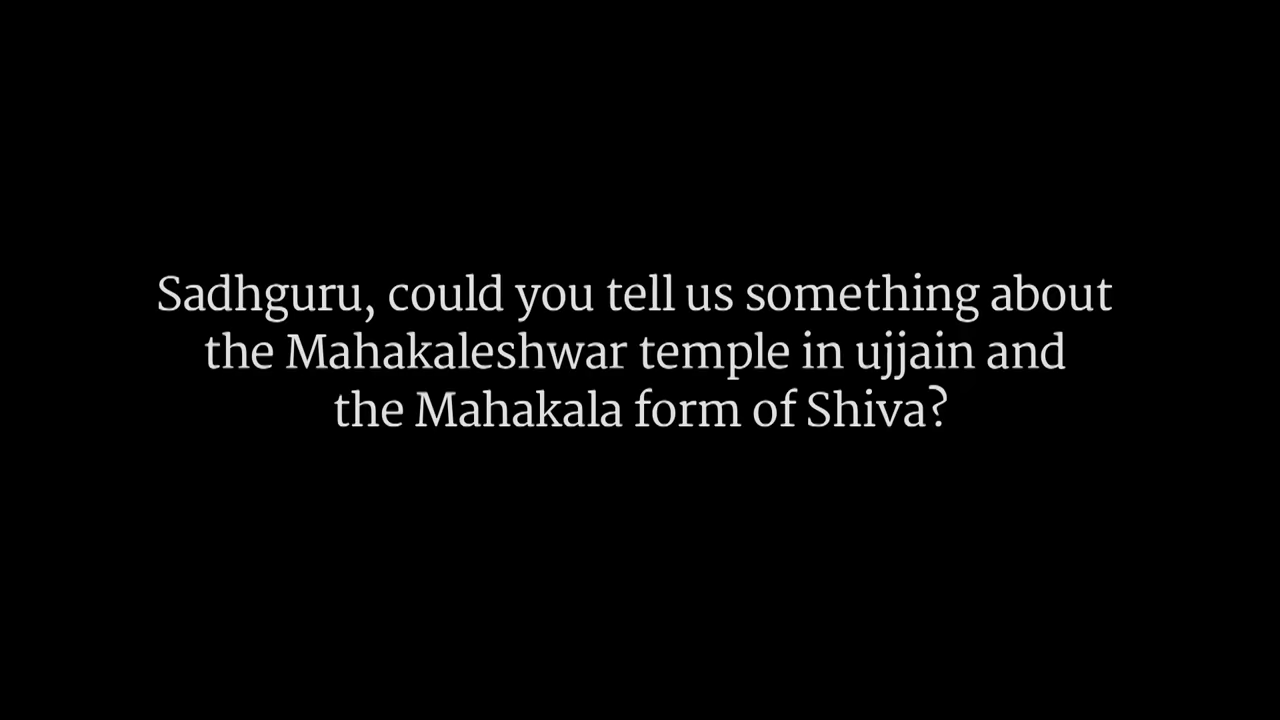 Sadhguru, could you tell us something about
the Mahakaleshwar temple in ujjain and
the Mahakala form of Shiva?